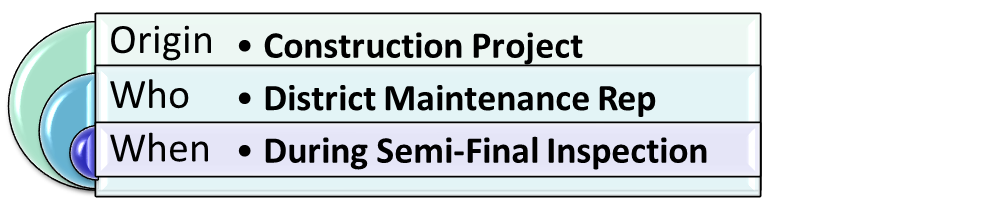 Origin • Construction Project
Who • District Maintenance Rep
When • During Semi-Final Inspection